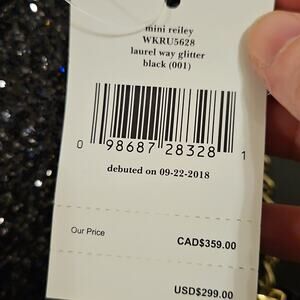 mini reiley
WKRU5628
laurel way glitter
black (001)
0 98687 28328 1
debuted on 09-22-2018
Our Price
CAD$359.00
USD$299.00